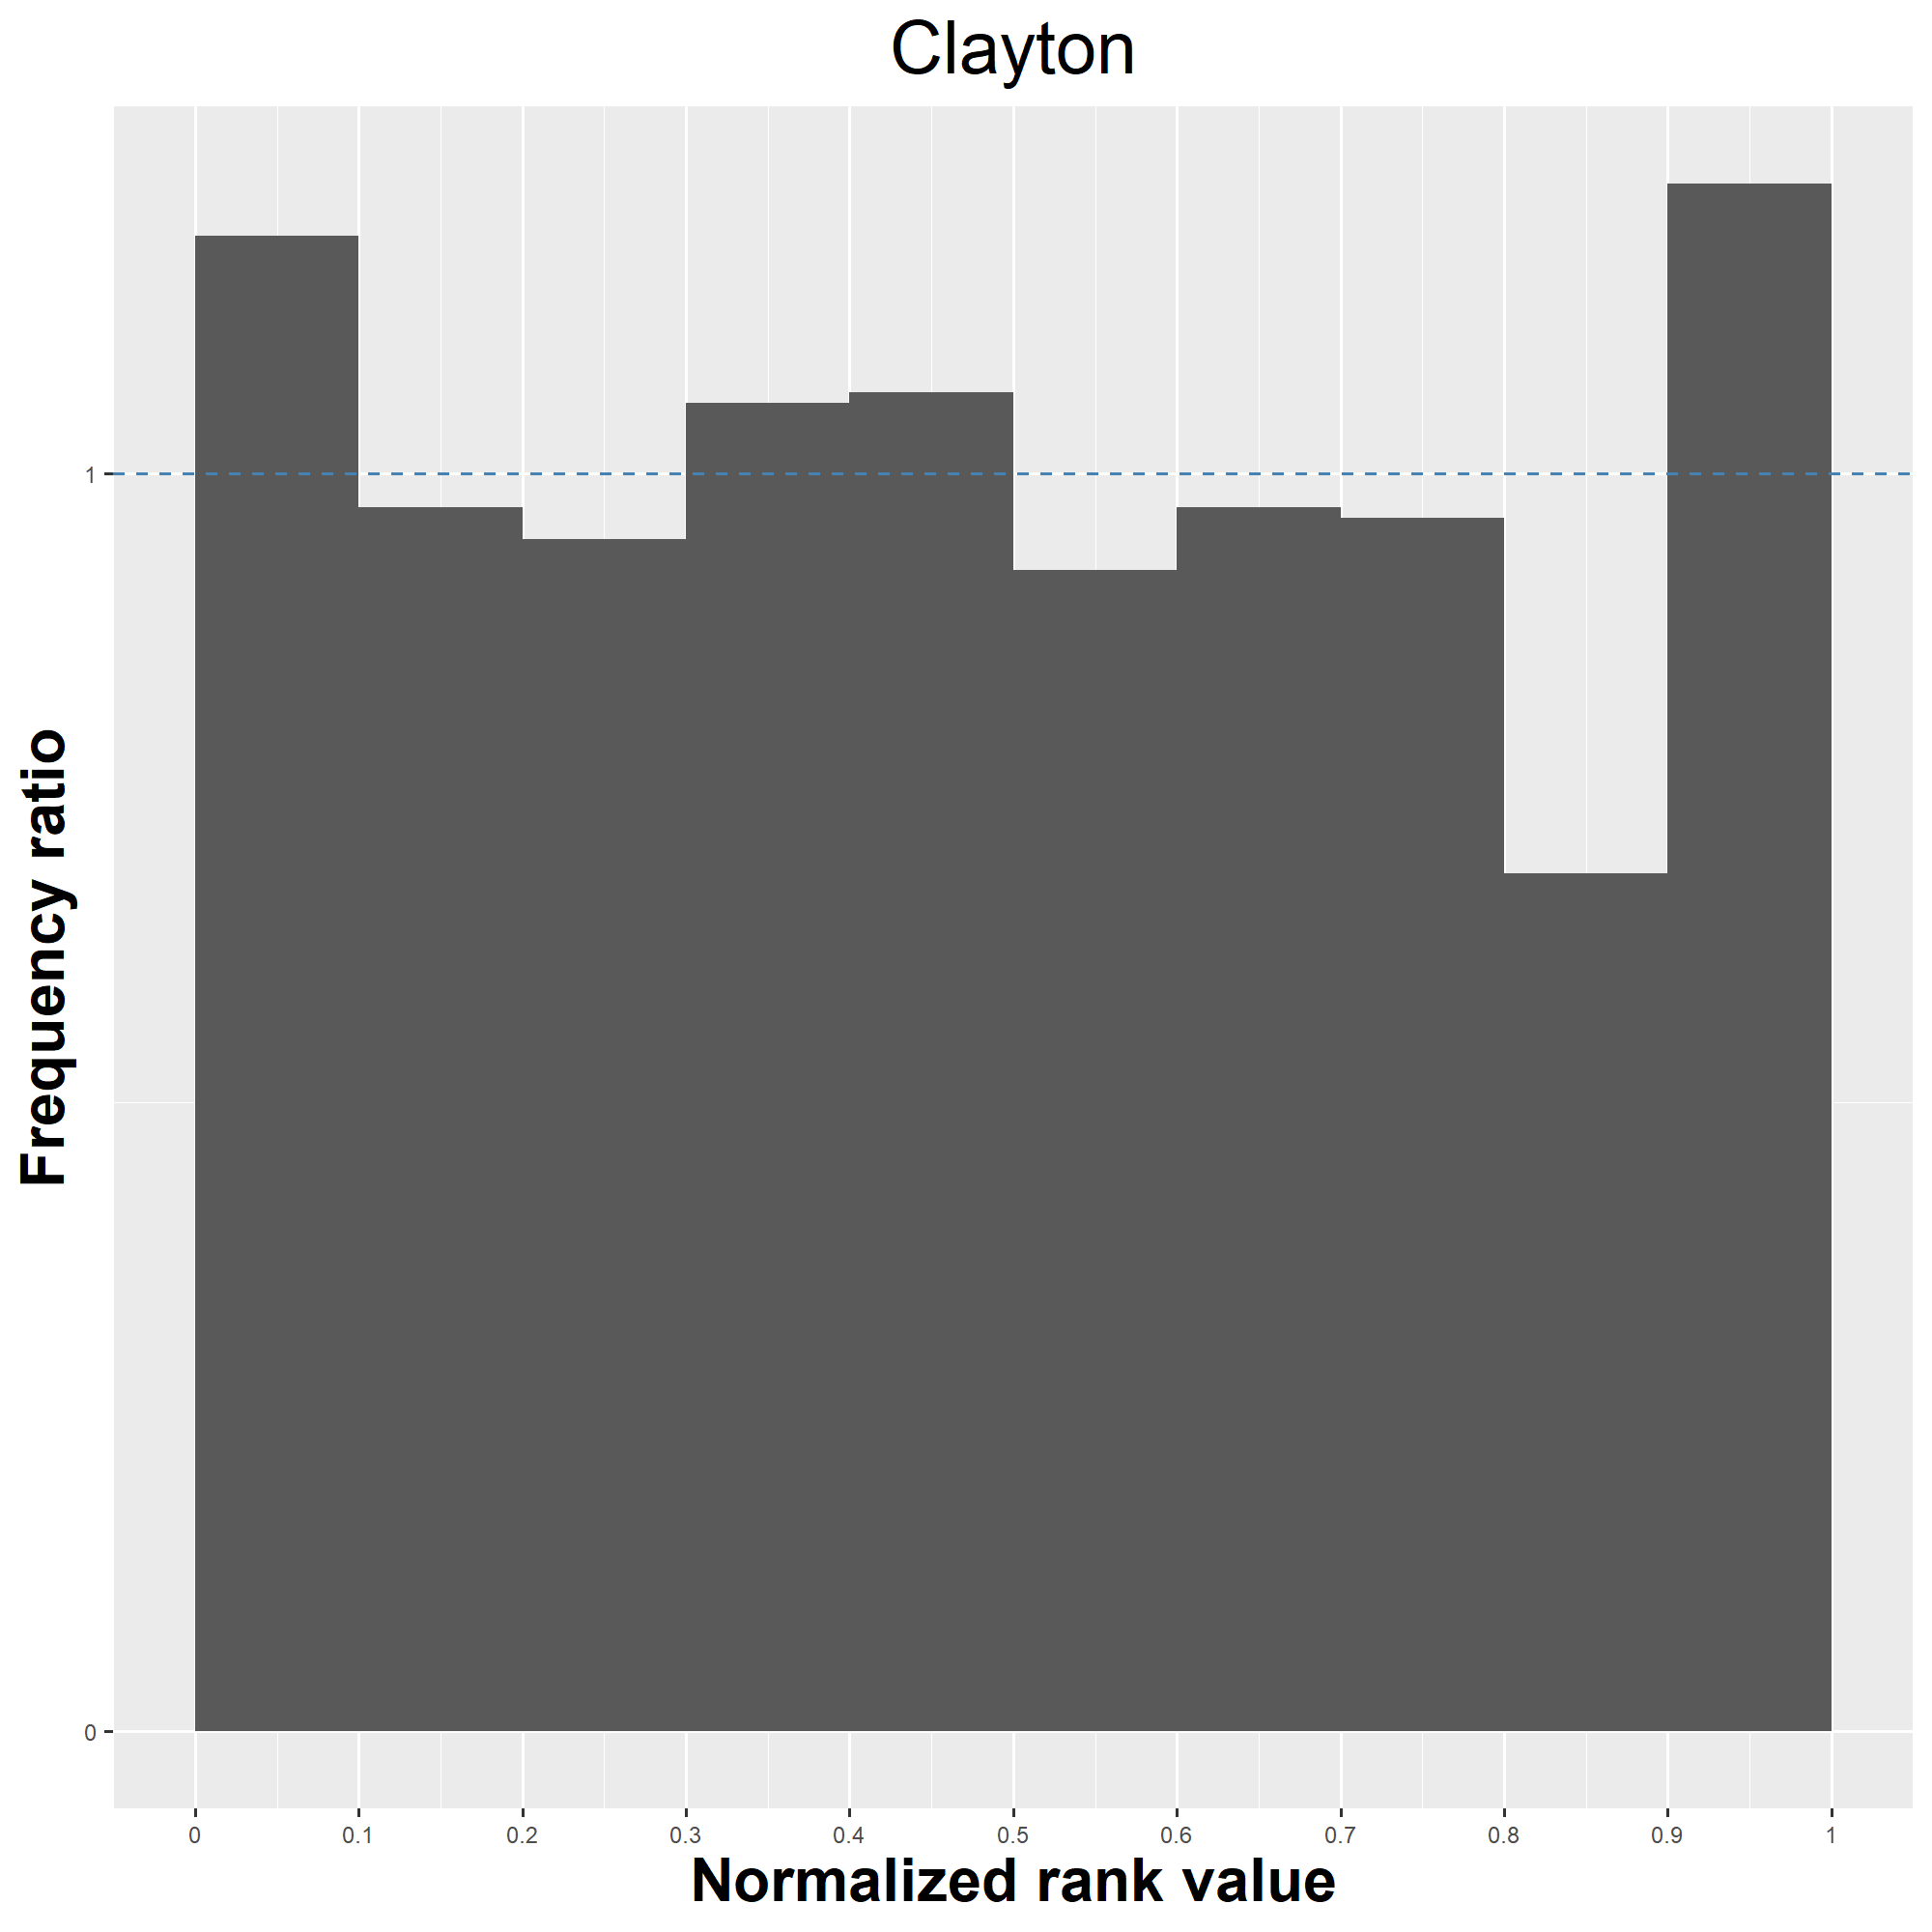 Clayton
Frequency ratio
1
0
0 0.1 0.2 0.3 0.4 0.5 0.6 0.7 0.8 0.9 1
Normalized rank value